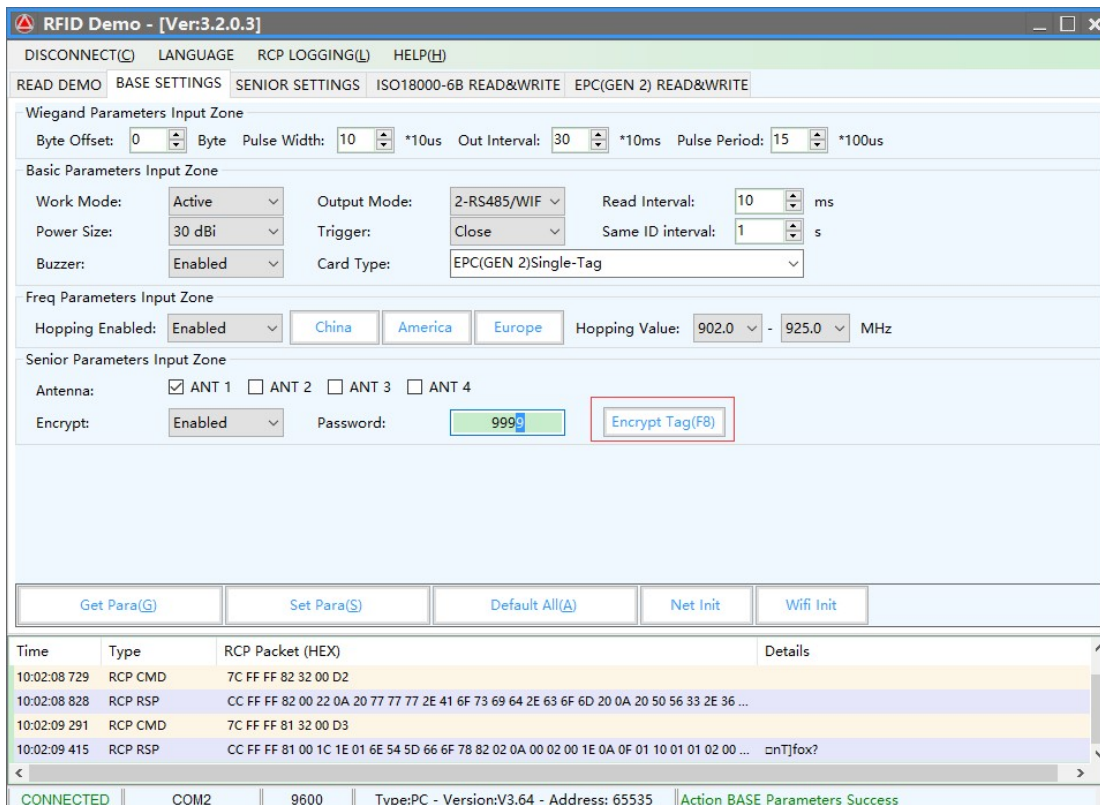 RFID Demo - [Ver:3.2.0.3]
DISCONNECT(C) LANGUAGE RCP LOGGING(L) HELP(H)
READ DEMO BASE SETTINGS SENIOR SETTINGS ISO18000-6B READ&WRITE EPC(GEN 2) READ&WRITE
Wiegand Parameters Input Zone
Byte Offset: 0 Byte Pulse Width: 10 *10us Out Interval: 30 *10ms Pulse Period: 15 *100us
Basic Parameters Input Zone
Work Mode: Active Output Mode: 2-RS485/WIF Read Interval: 10 ms
Power Size: 30 dBi Trigger: Close Same ID interval: 1 s
Buzzer: Enabled Card Type: EPC(GEN 2)Single-Tag
Freq Parameters Input Zone
Hopping Enabled: Enabled China America Europe Hopping Value: 902.0 - 925.0 MHz
Senior Parameters Input Zone
Antenna: ANT 1 ANT 2 ANT 3 ANT 4
Encrypt: Enabled Password: 9999 Encrypt Tag(F8)
Get Para(G) Set Para(S) Default All(A) Net Init Wifi Init
Time Type RCP Packet (HEX) Details
10:02:08 729 RCP CMD 7C FF FF 82 32 00 D2
10:02:08 828 RCP RSP CC FF FF 82 00 22 0A 20 77 77 77 2E 41 6F 73 69 64 2E 63 6F 6D 20 0A 20 50 56 33 2E 36 ...
10:02:09 291 RCP CMD 7C FF FF 81 32 00 D3
10:02:09 415 RCP RSP CC FF FF 81 00 1C 1E 01 6E 54 5D 66 6F 78 82 02 0A 00 02 00 1E 0A 0F 01 10 01 01 02 00 ... □nT]fox?
CONNECTED COM2 9600 Type:PC - Version:V3.64 - Address: 65535 Action BASE Parameters Success